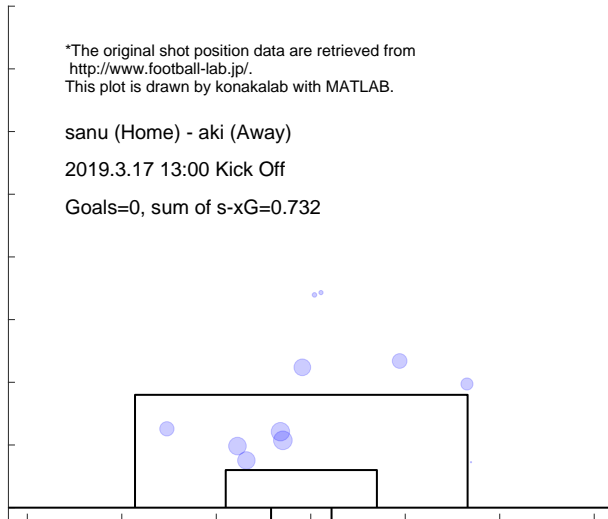 *The original shot position data are retrieved from
http://www.football-lab.jp/.
This plot is drawn by konakalab with MATLAB.
sanu (Home) - aki (Away)
2019.3.17 13:00 Kick Off
Goals=0, sum of s-xG=0.732